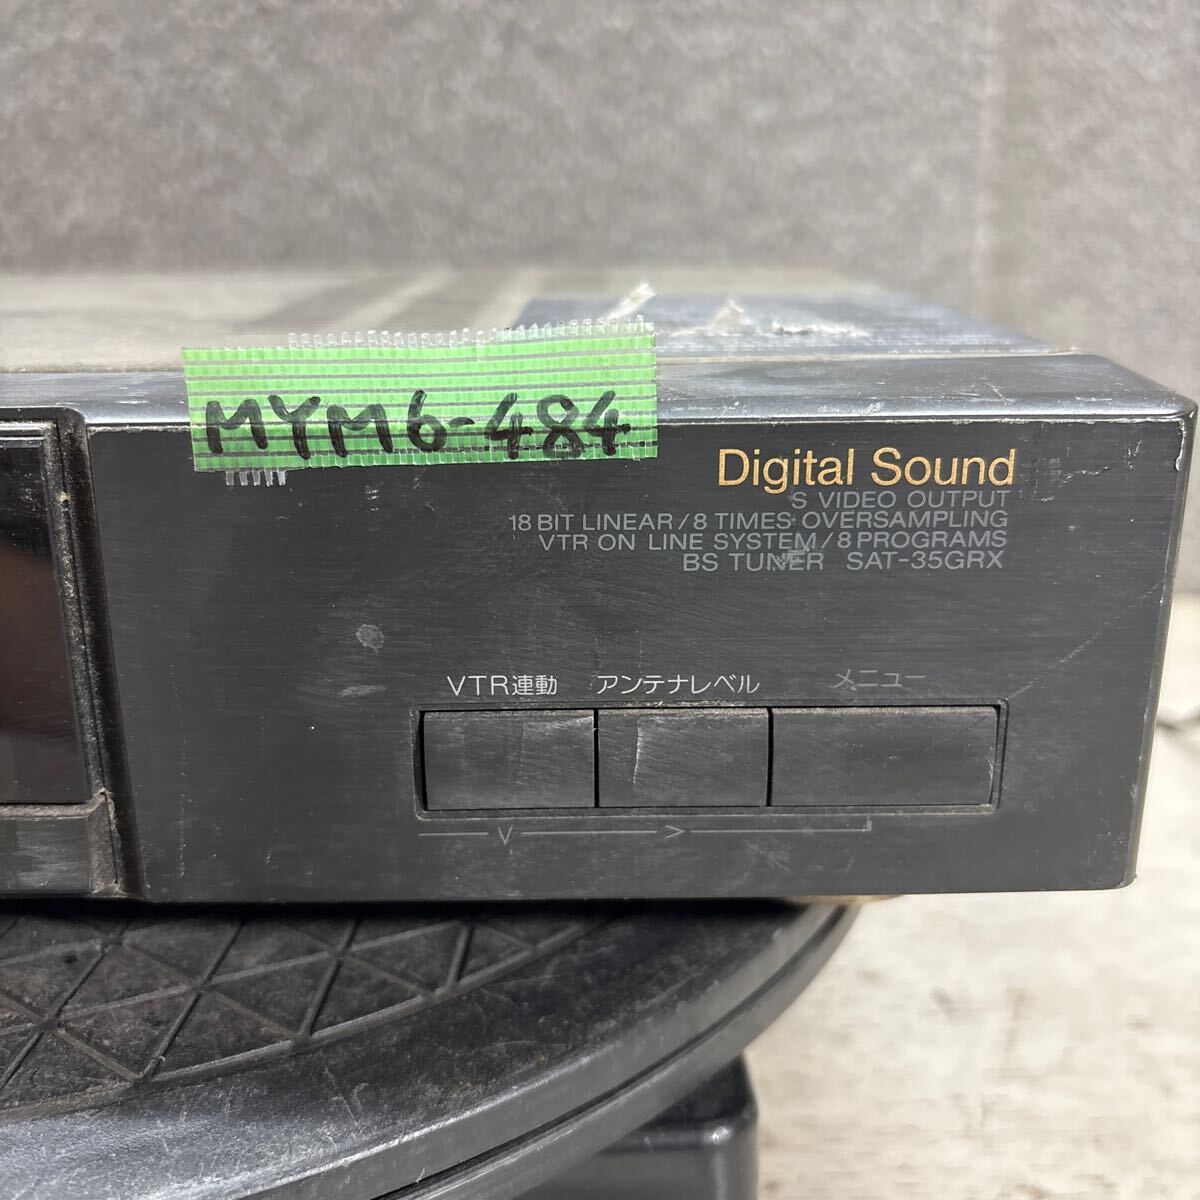 MYM6-484
Digital Sound
S VIDEO OUTPUT
18 BIT LINEAR/8 TIMES OVERSAMPLING
VTR ON LINE SYSTEM/8 PROGRAMS
BS TUNER SAT-35GRX
VTR連動 アンテナレベル メニュー